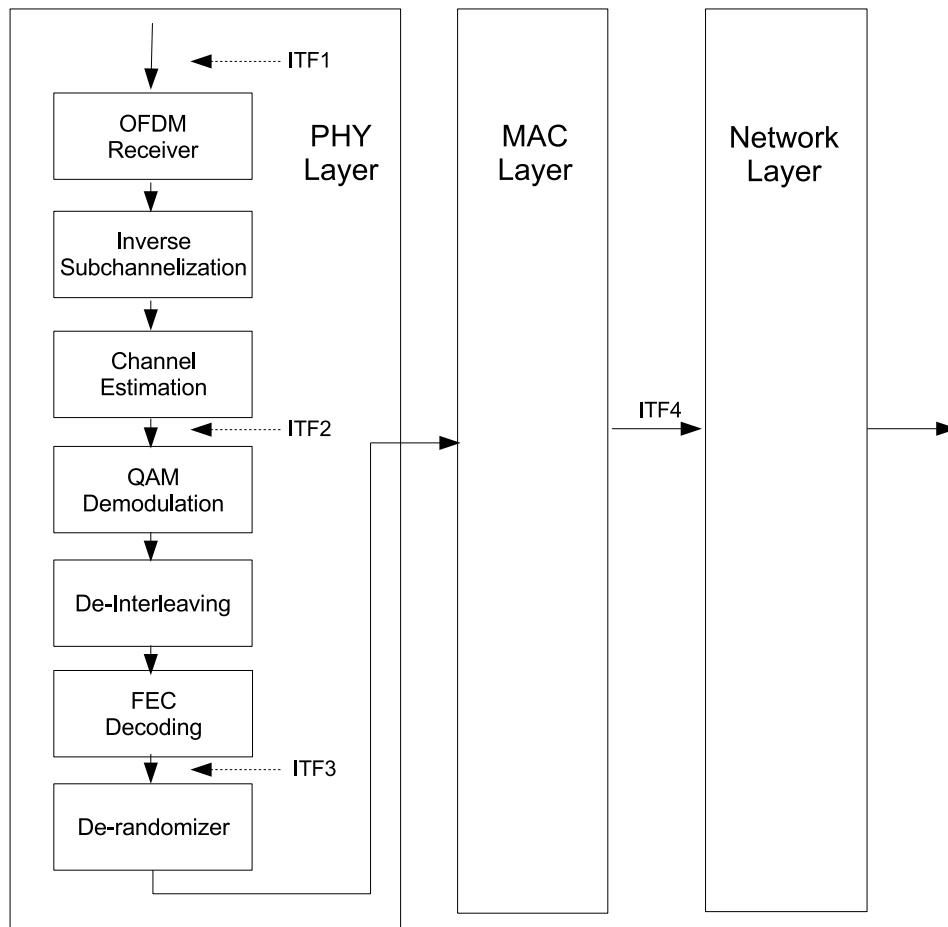 ITF1
OFDM
Receiver
PHY
Layer
MAC
Layer
Network
Layer
Inverse
Subchannelization
Channel
Estimation
ITF2
ITF4
QAM
Demodulation
De-Interleaving
FEC
Decoding
ITF3
De-randomizer